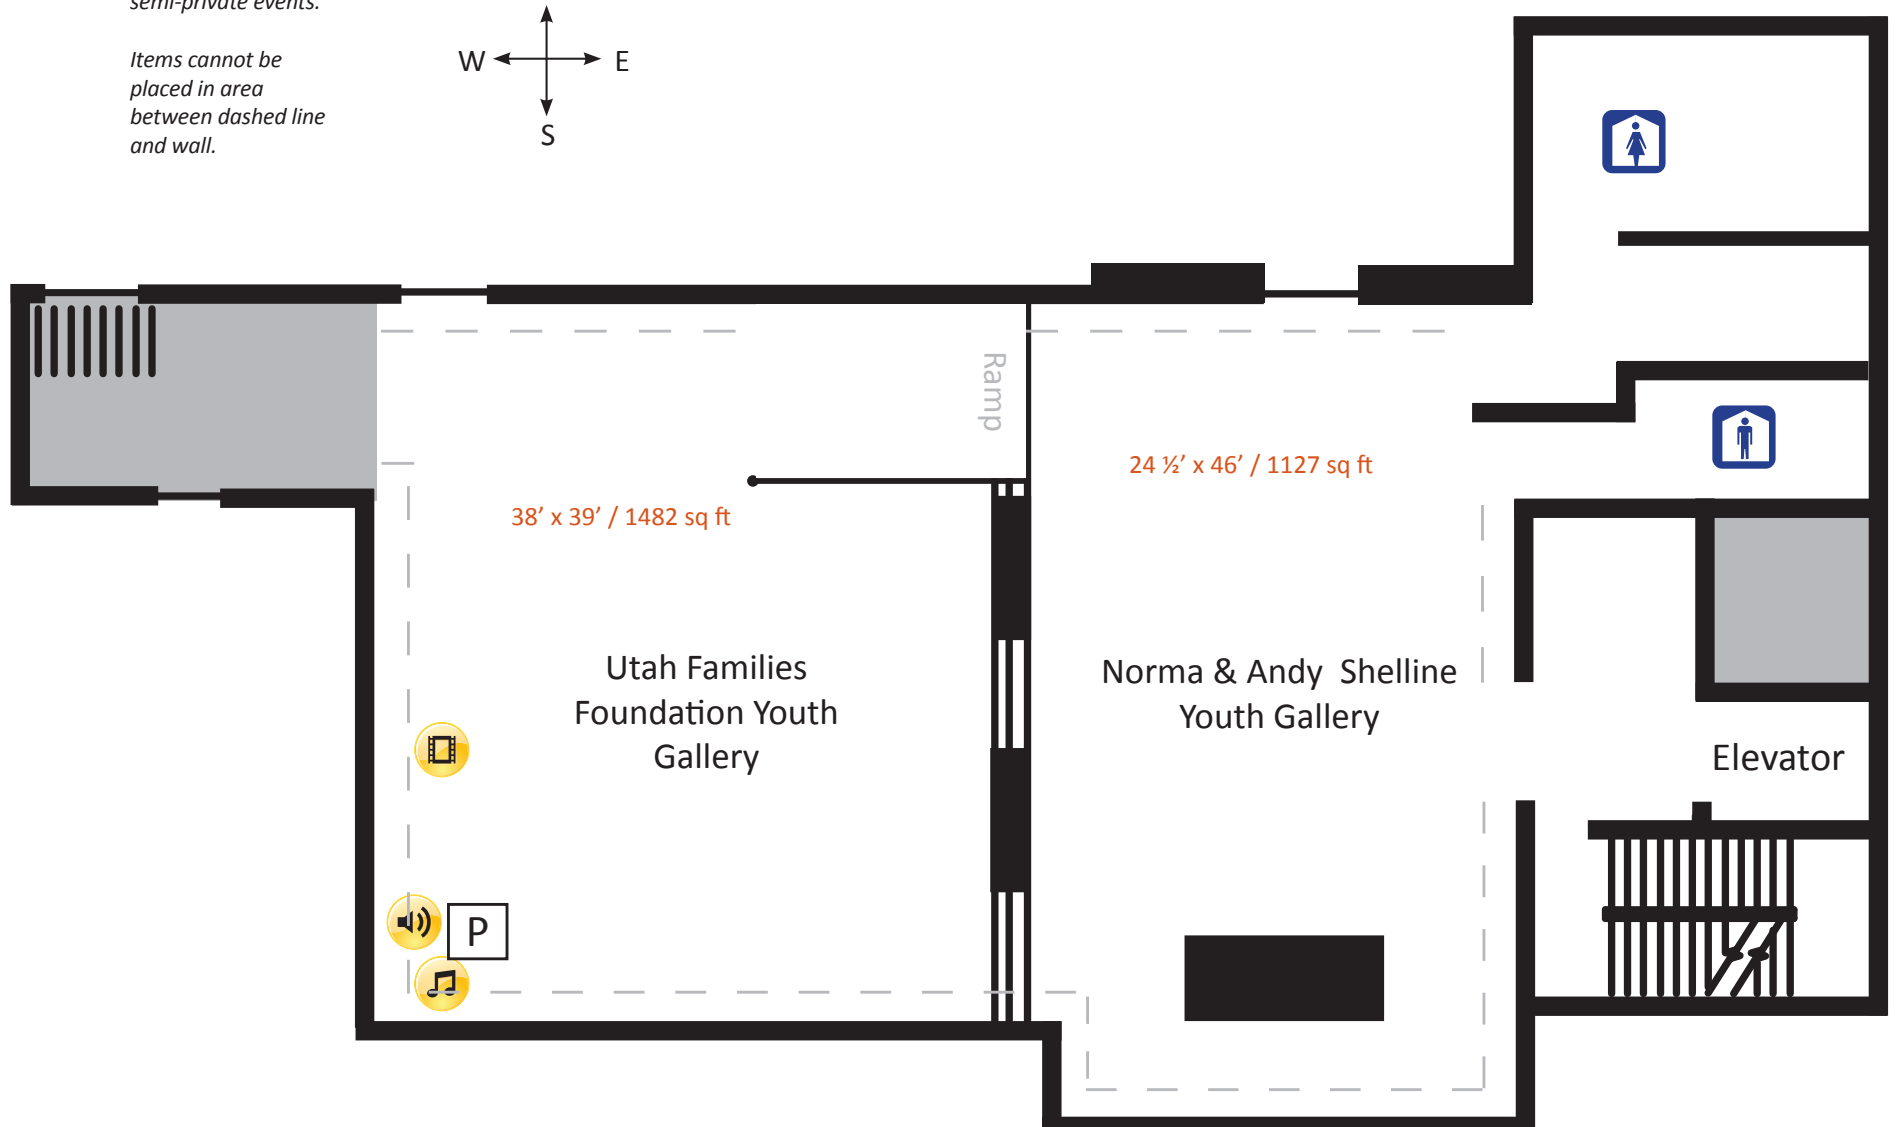 semi-private events.
Items cannot be
placed in area
between dashed line
and wall.
W
E
S
Ramp
24 ½’ x 46’ / 1127 sq ft
38’ x 39’ / 1482 sq ft
Utah Families
Foundation Youth
Gallery
Norma & Andy Shelline
Youth Gallery
Elevator
P